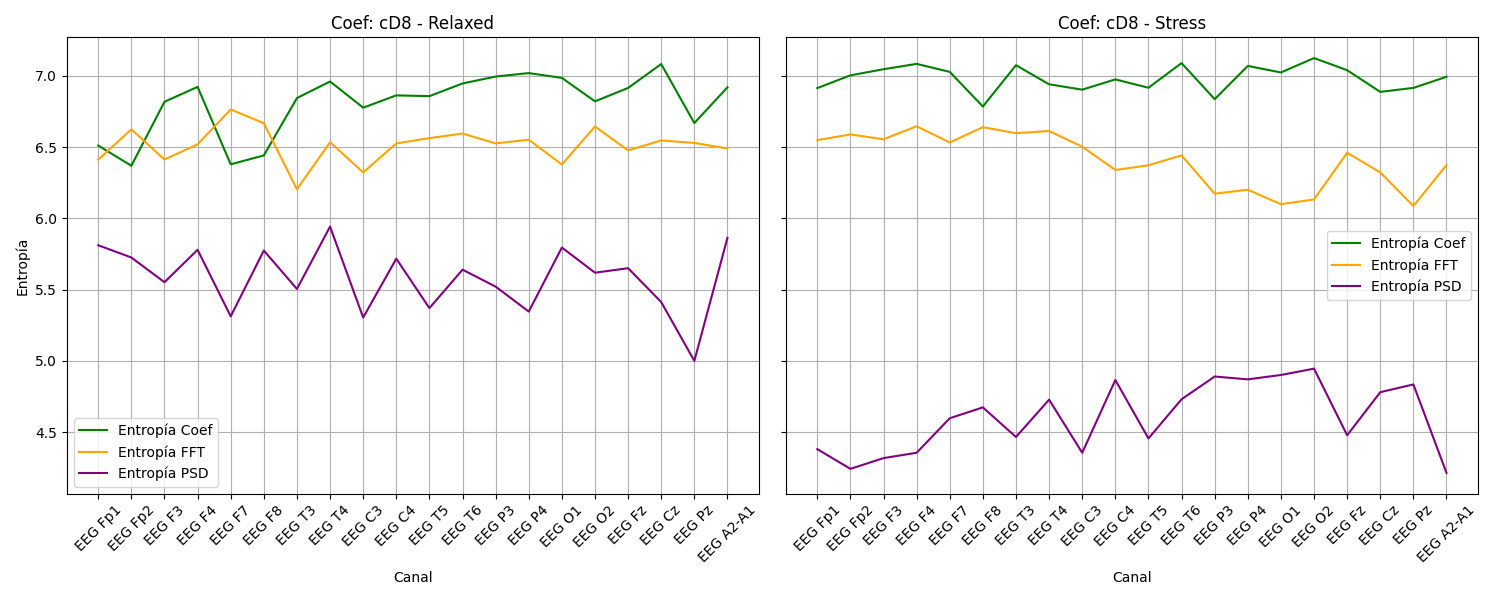 Coef: cD8 - Relaxed
Entropía
7.0
6.5
6.0
5.5
5.0
4.5
Entropía Coef
Entropía FFT
Entropía PSD
EEG Fp1
EEG Fp2
EEG F3
EEG F4
EEG F7
EEG F8
EEG T3
EEG T4
EEG C3
EEG C4
EEG T5
EEG T6
EEG P3
EEG P4
EEG O1
EEG O2
EEG Fz
EEG Cz
EEG Pz
EEG A2-A1
Canal
Coef: cD8 - Stress
Entropía Coef
Entropía FFT
Entropía PSD
EEG Fp1
EEG Fp2
EEG F3
EEG F4
EEG F7
EEG F8
EEG T3
EEG T4
EEG C3
EEG C4
EEG T5
EEG T6
EEG P3
EEG P4
EEG O1
EEG O2
EEG Fz
EEG Cz
EEG Pz
EEG A2-A1
Canal